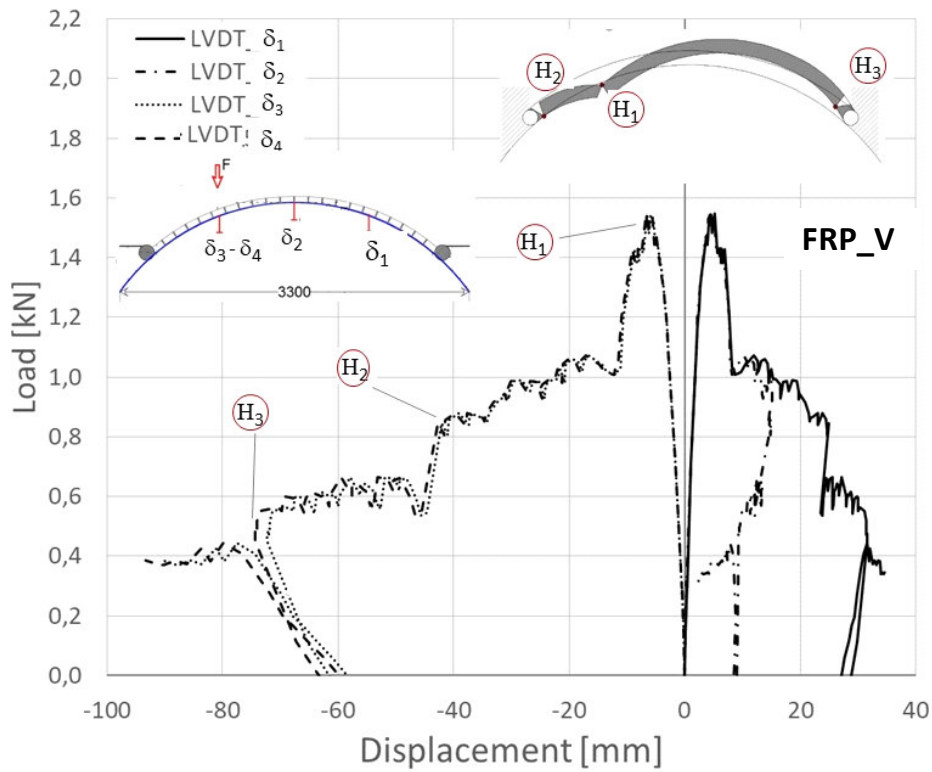 2,2
2,0
1,8
1,6
1,4
1,2
1,0
0,8
0,6
0,4
0,2
0,0
Load [kN]
LVDT_ δ1
LVDT_ δ2
LVDT_ δ3
LVDT_ δ4
F
δ3 - δ4
δ2
δ1
3300
H2
H1
H3
H1
FRP_V
H2
H3
-100
-80
-60
-40
-20
0
20
40
Displacement [mm]